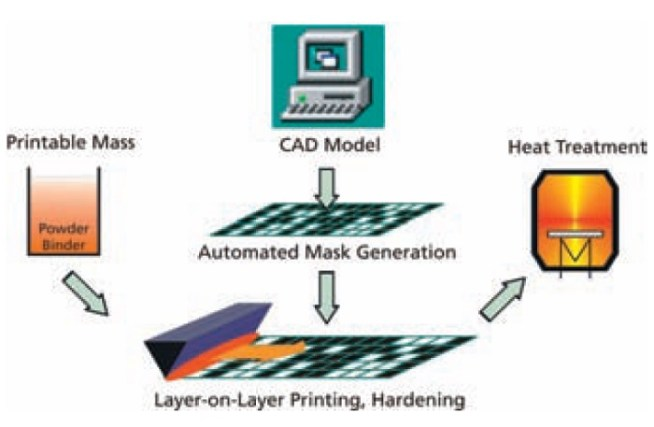 Printable Mass
CAD Model
Heat Treatment
Powder
Binder
Automated Mask Generation
Layer-on-Layer Printing, Hardening